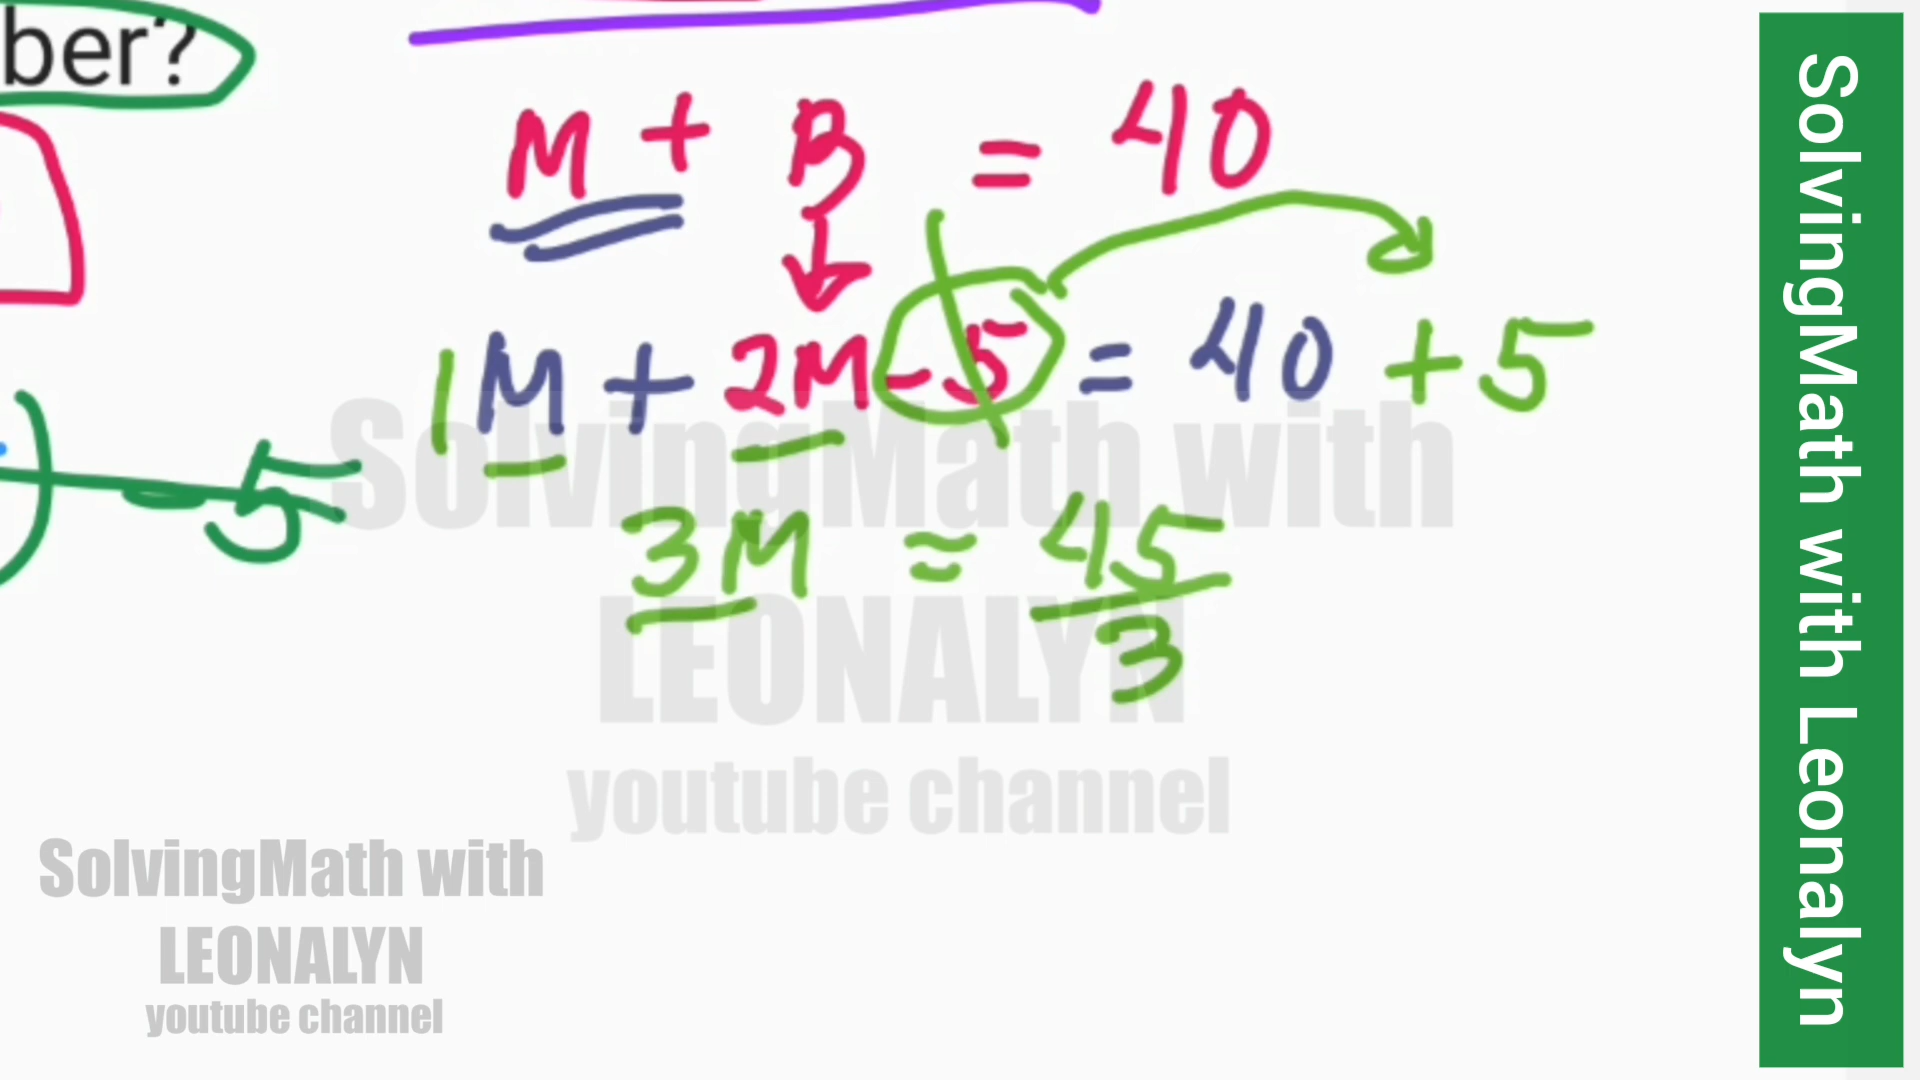 ber?
M + B = 40
1M + 2M - 5 = 40 + 5
- 5
3M = 45
3
SolvingMath with
LEONALYN
youtube channel
SolvingMath with
LEONALYN
youtube channel
SolvingMath with Leonalyn